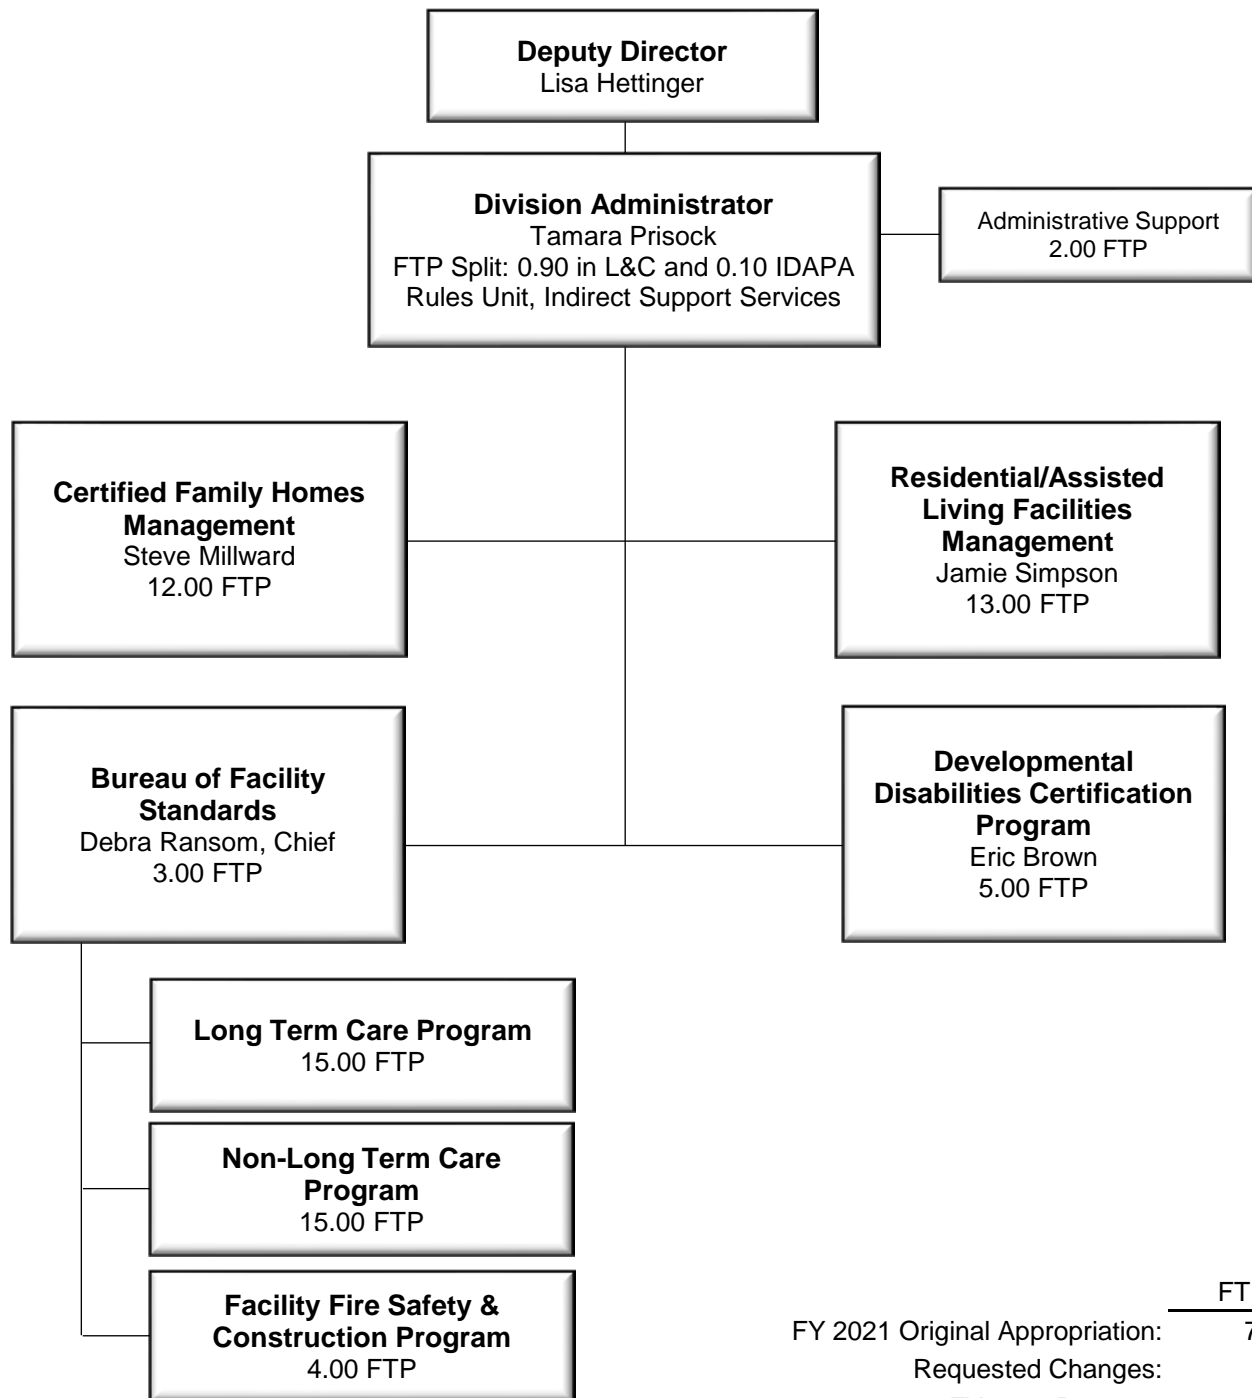 Deputy Director
Lisa Hettinger
Division Administrator
Tamara Prisock
FTP Split: 0.90 in L&C and 0.10 IDAPA
Rules Unit, Indirect Support Services
Administrative Support
2.00 FTP
Certified Family Homes
Management
Steve Millward
12.00 FTP
Residential/Assisted
Living Facilities
Management
Jamie Simpson
13.00 FTP
Bureau of Facility
Standards
Debra Ransom, Chief
3.00 FTP
Developmental
Disabilities Certification
Program
Eric Brown
5.00 FTP
Long Term Care Program
15.00 FTP
Non-Long Term Care
Program
15.00 FTP
Facility Fire Safety &
Construction Program
4.00 FTP
FT
FY 2021 Original Appropriation: 7
Requested Changes: